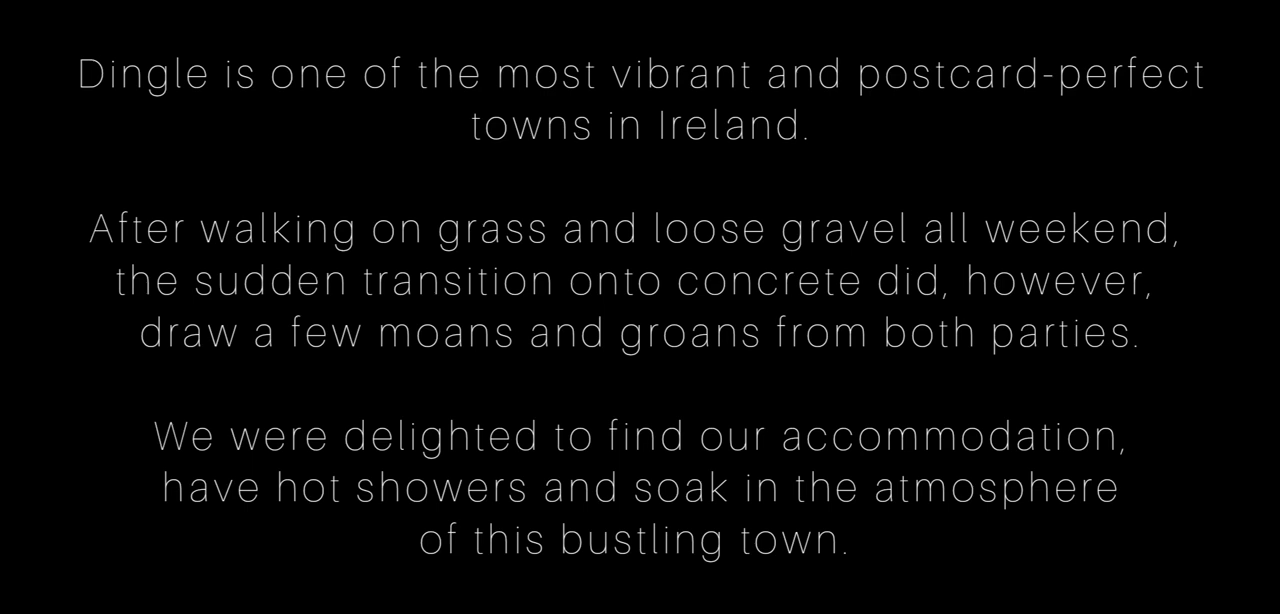 Dingle is one of the most vibrant and postcard-perfect
towns in Ireland.
After walking on grass and loose gravel all weekend,
the sudden transition onto concrete did, however,
draw a few moans and groans from both parties.
We were delighted to find our accommodation,
have hot showers and soak in the atmosphere
of this bustling town.